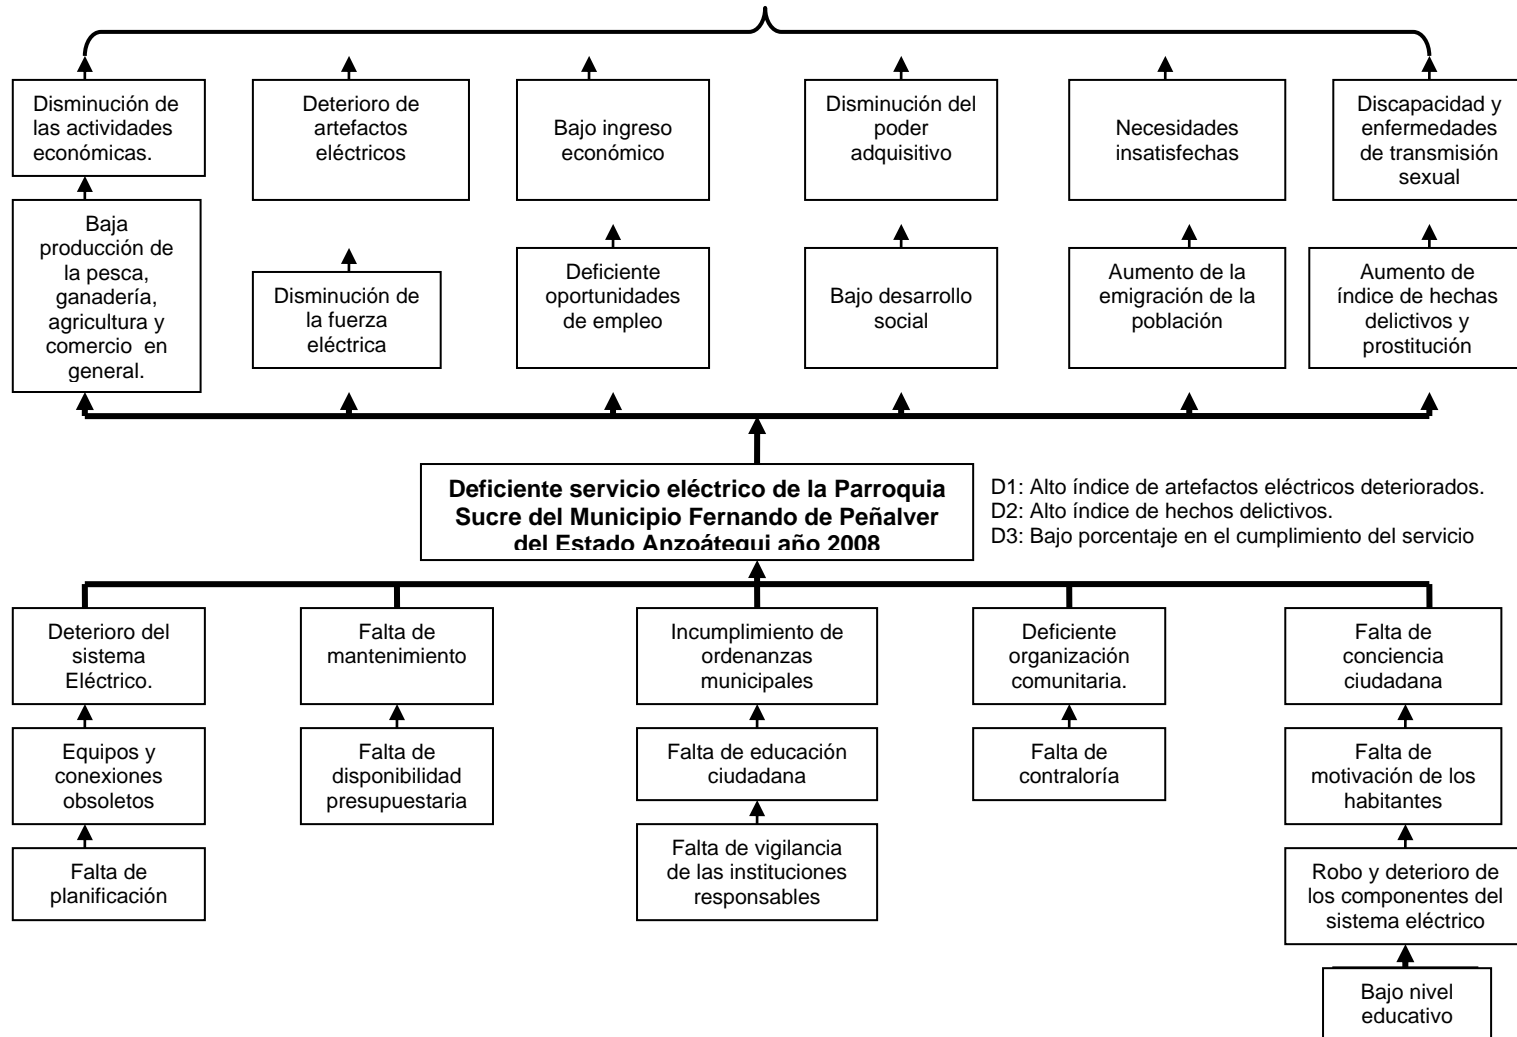 Disminución de
las actividades
económicas.
Deterioro de
artefactos
eléctricos
Bajo ingreso
económico
Disminución del
poder
adquisitivo
Necesidades
insatisfechas
Discapacidad y
enfermedades
de transmisión
sexual
Baja
producción de
la pesca,
ganadería,
agricultura y
comercio en
general.
Disminución de
la fuerza
eléctrica
Deficiente
oportunidades
de empleo
Bajo desarrollo
social
Aumento de la
emigración de la
población
Aumento de
índice de hechas
delictivos y
prostitución
Deficiente servicio eléctrico de la Parroquia
Sucre del Municipio Fernando de Peñalver
del Estado Anzoátegui año 2008
D1: Alto índice de artefactos eléctricos deteriorados.
D2: Alto índice de hechos delictivos.
D3: Bajo porcentaje en el cumplimiento del servicio
Deterioro del
sistema
Eléctrico.
Falta de
mantenimiento
Incumplimiento de
ordenanzas
municipales
Deficiente
organización
comunitaria.
Falta de
conciencia
ciudadana
Equipos y
conexiones
obsoletos
Falta de
disponibilidad
presupuestaria
Falta de educación
ciudadana
Falta de
contraloría
Falta de
motivación de los
habitantes
Falta de
planificación
Falta de vigilancia
de las instituciones
responsables
Robo y deterioro de
los componentes del
sistema eléctrico
Bajo nivel
educativo